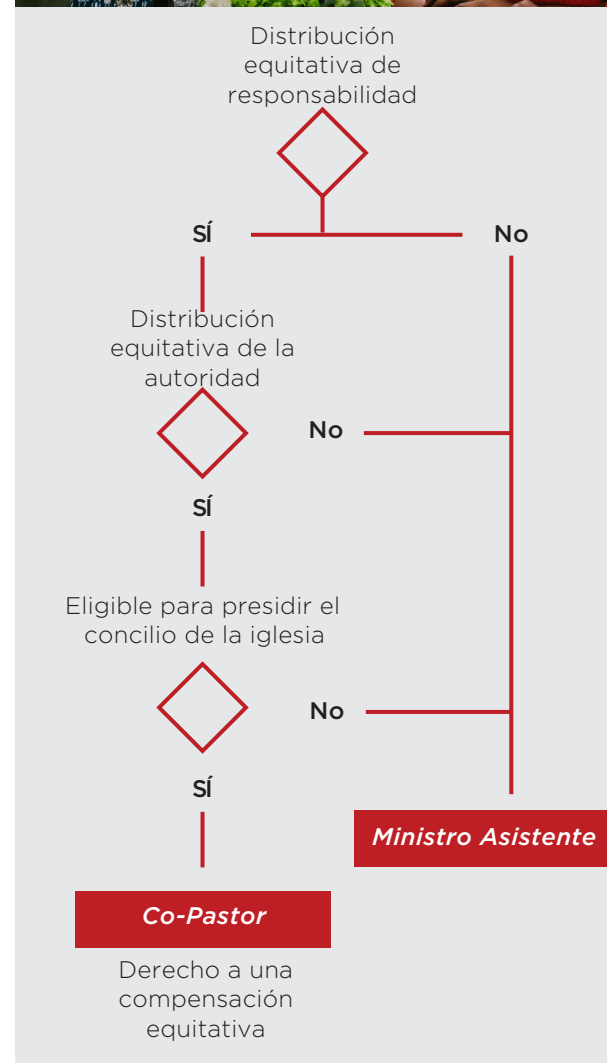 Distribución
equitativa de
responsabilidad
SÍ
No
Distribución
equitativa de la
autoridad
No
SÍ
Eligible para presidir el
concilio de la iglesia
No
SÍ
Ministro Asistente
Co-Pastor
Derecho a una
compensación
equitativa